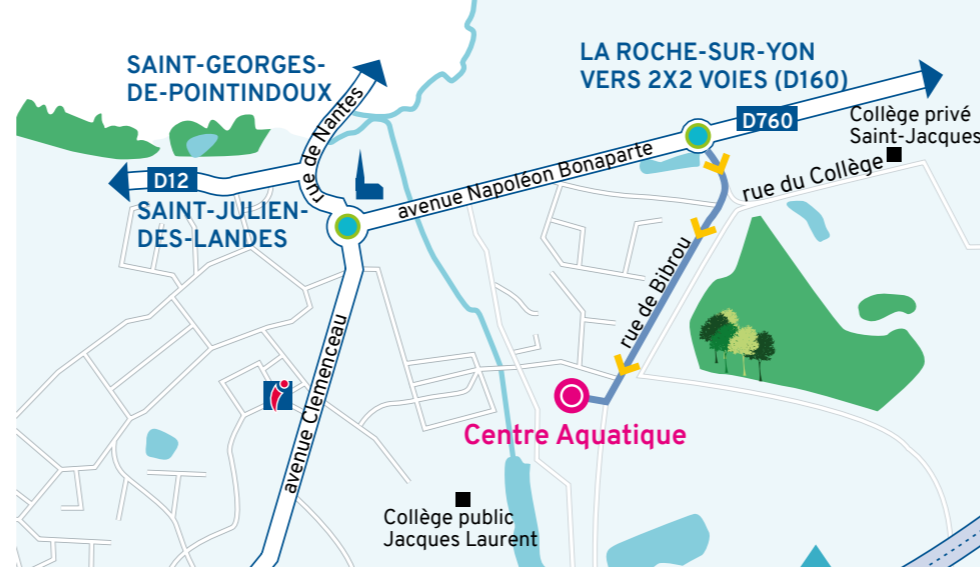 SAINT-GEORGES-
DE-POINTINDOUX
LA ROCHE-SUR-YON
VERS 2X2 VOIES (D160)
rue de Nantes
D760
Collège privé
Saint-Jacques
D12
avenue Napoléon Bonaparte
rue du Collège
SAINT-JULIEN-
DES-LANDES
rue de Bibrou
avenue Clemenceau
Centre Aquatique
Collège public
Jacques Laurent